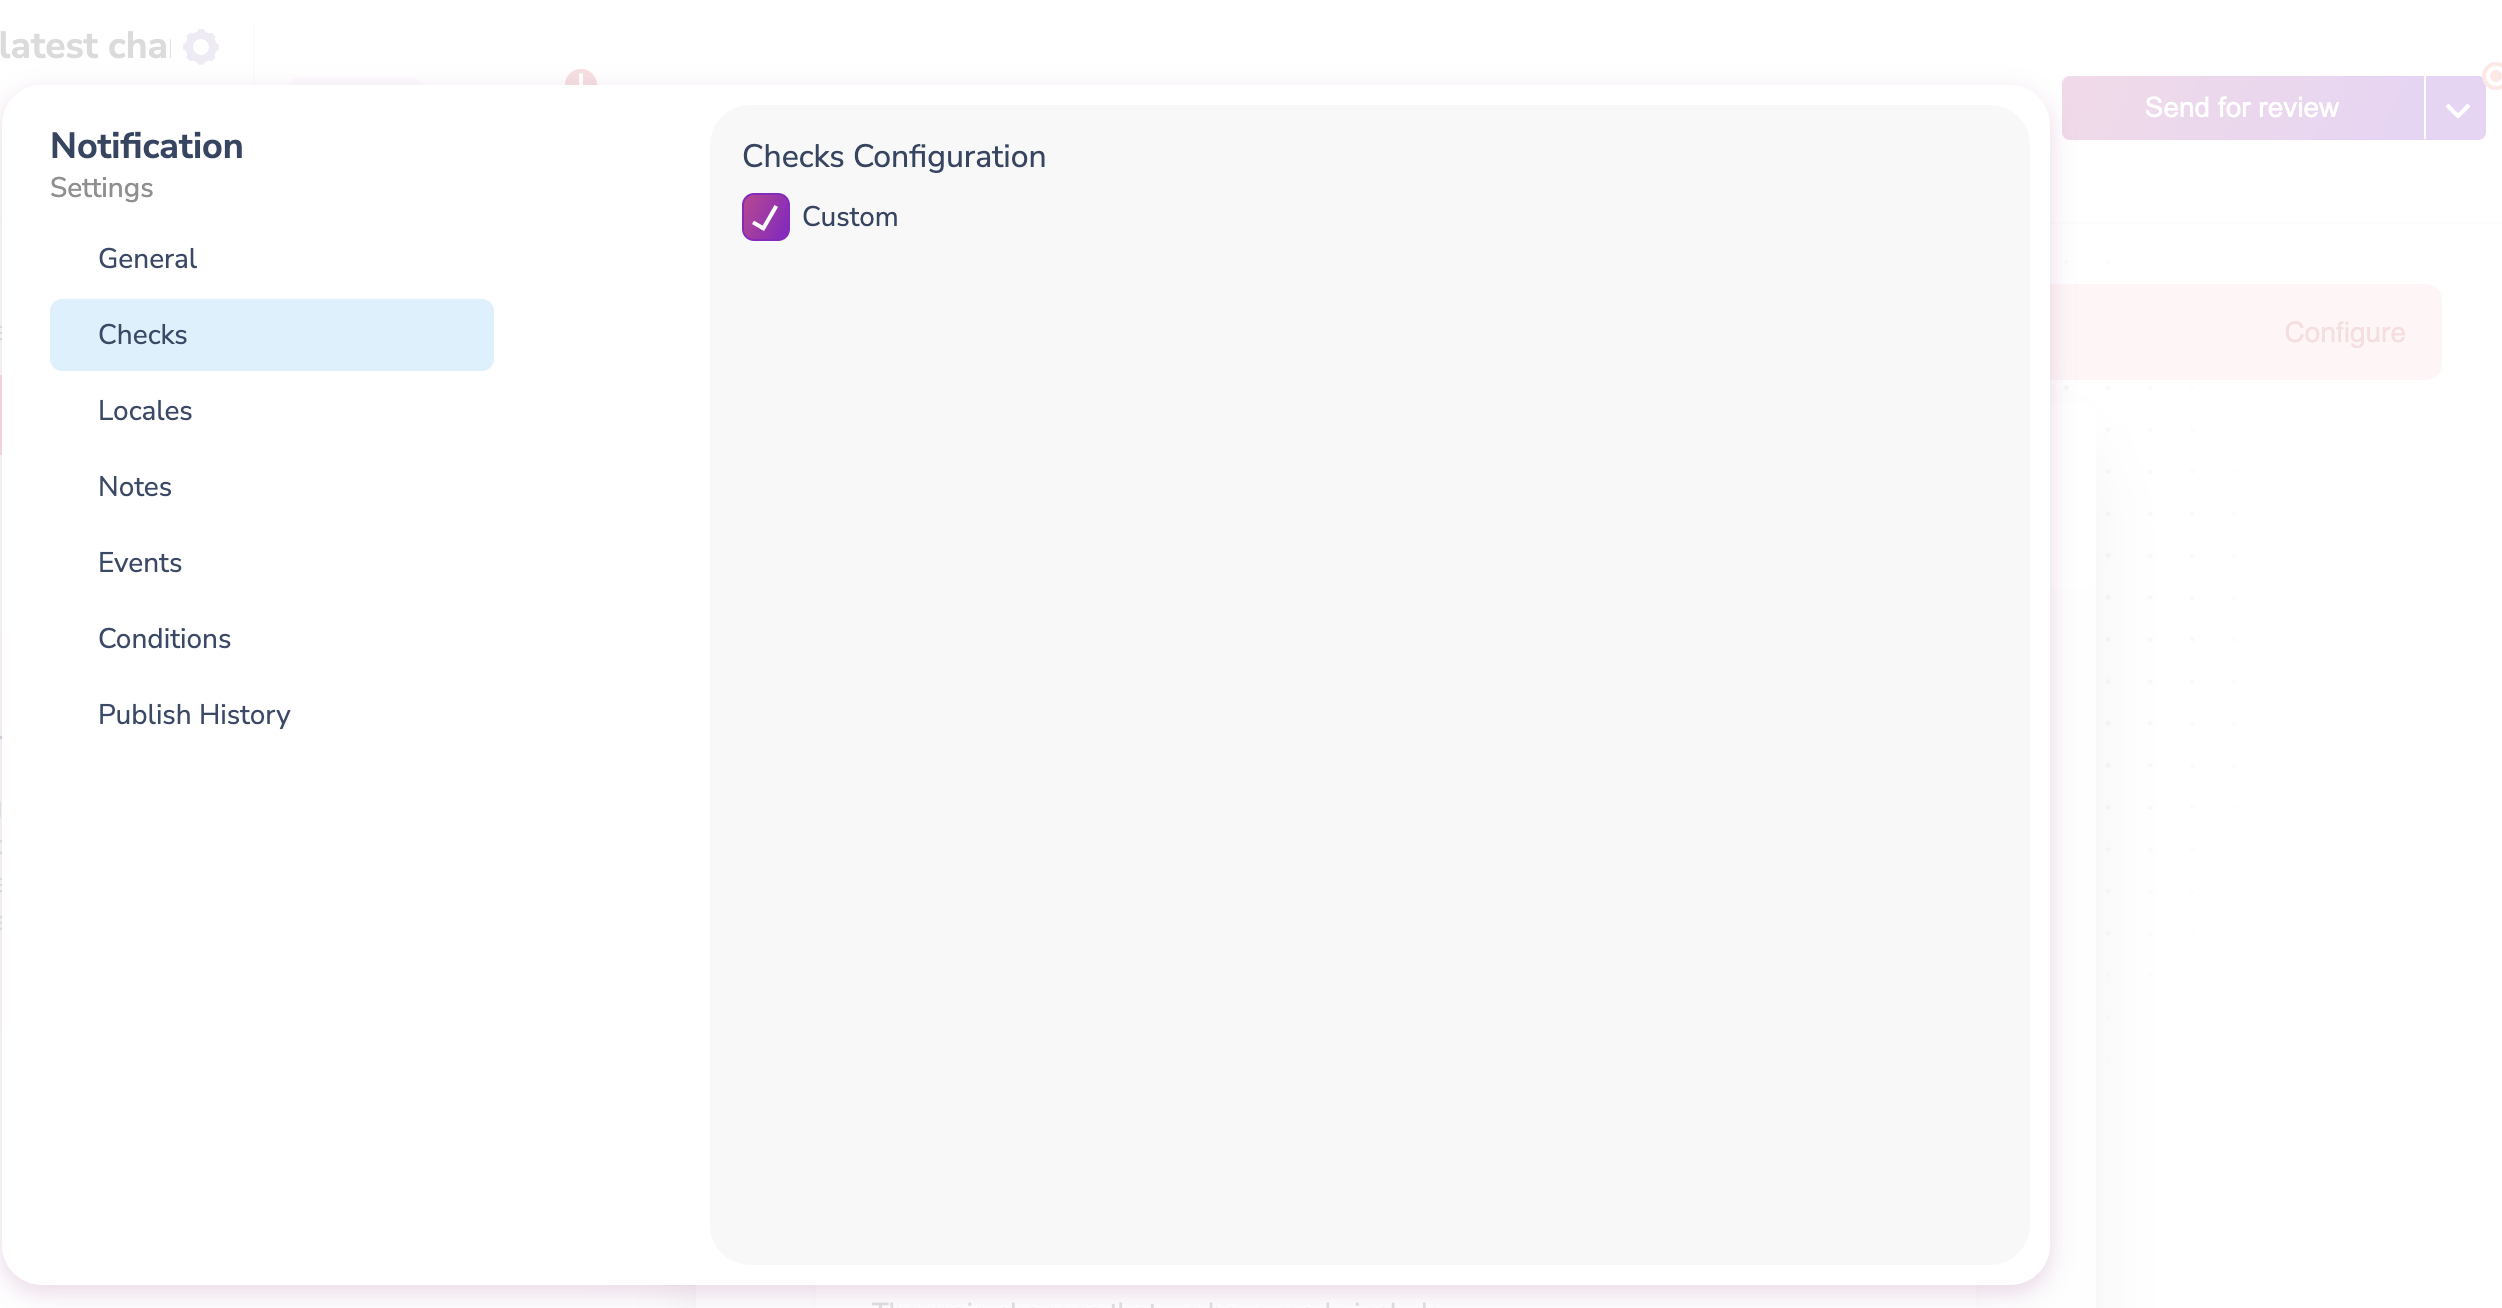 latest cha
Send for review
Notification
Settings
General
Checks
Locales
Notes
Events
Conditions
Publish History
Checks Configuration
Custom
Configure